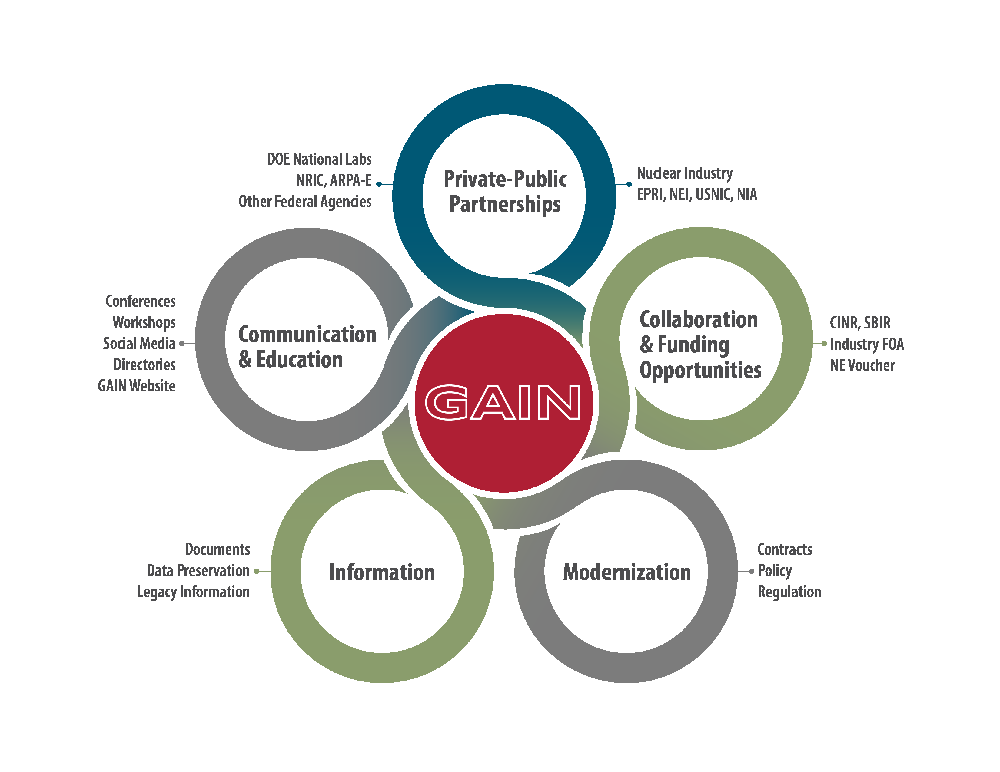 DOE National Labs
NRIC, ARPA-E
Other Federal Agencies
Private-Public
Partnerships
Nuclear Industry
EPRI, NEI, USNIC, NIA
Conferences
Workshops
Social Media
Directories
GAIN Website
Communication
& Education
Collaboration
& Funding
Opportunities
CINR, SBIR
Industry FOA
NE Voucher
GAIN
Documents
Data Preservation
Legacy Information
Information
Modernization
Contracts
Policy
Regulation